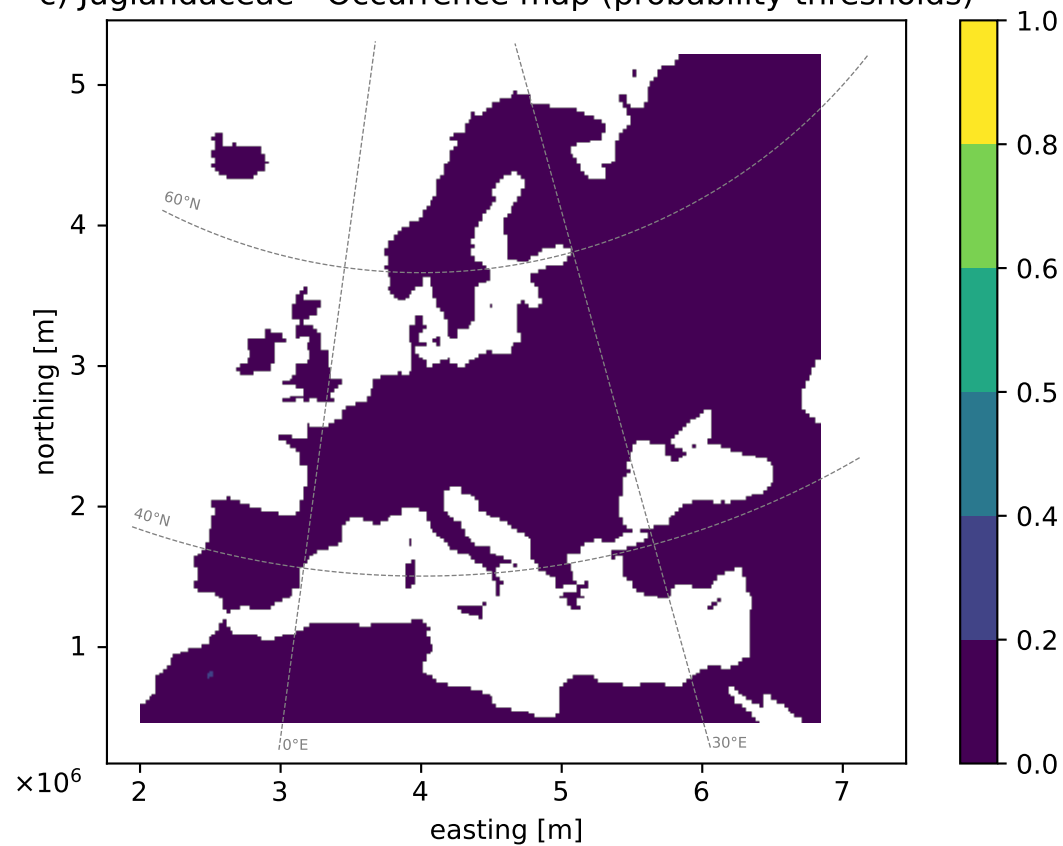 c) Juglandaceae - Occurrence map (probability thresholds)
1.0
5
0.8
60°N
4
0.6
northing [m]
3
0.5
2
40°N
0.4
1
0.2
0°E
30°E
0.0
×10⁶
2 3 4 5 6 7
easting [m]